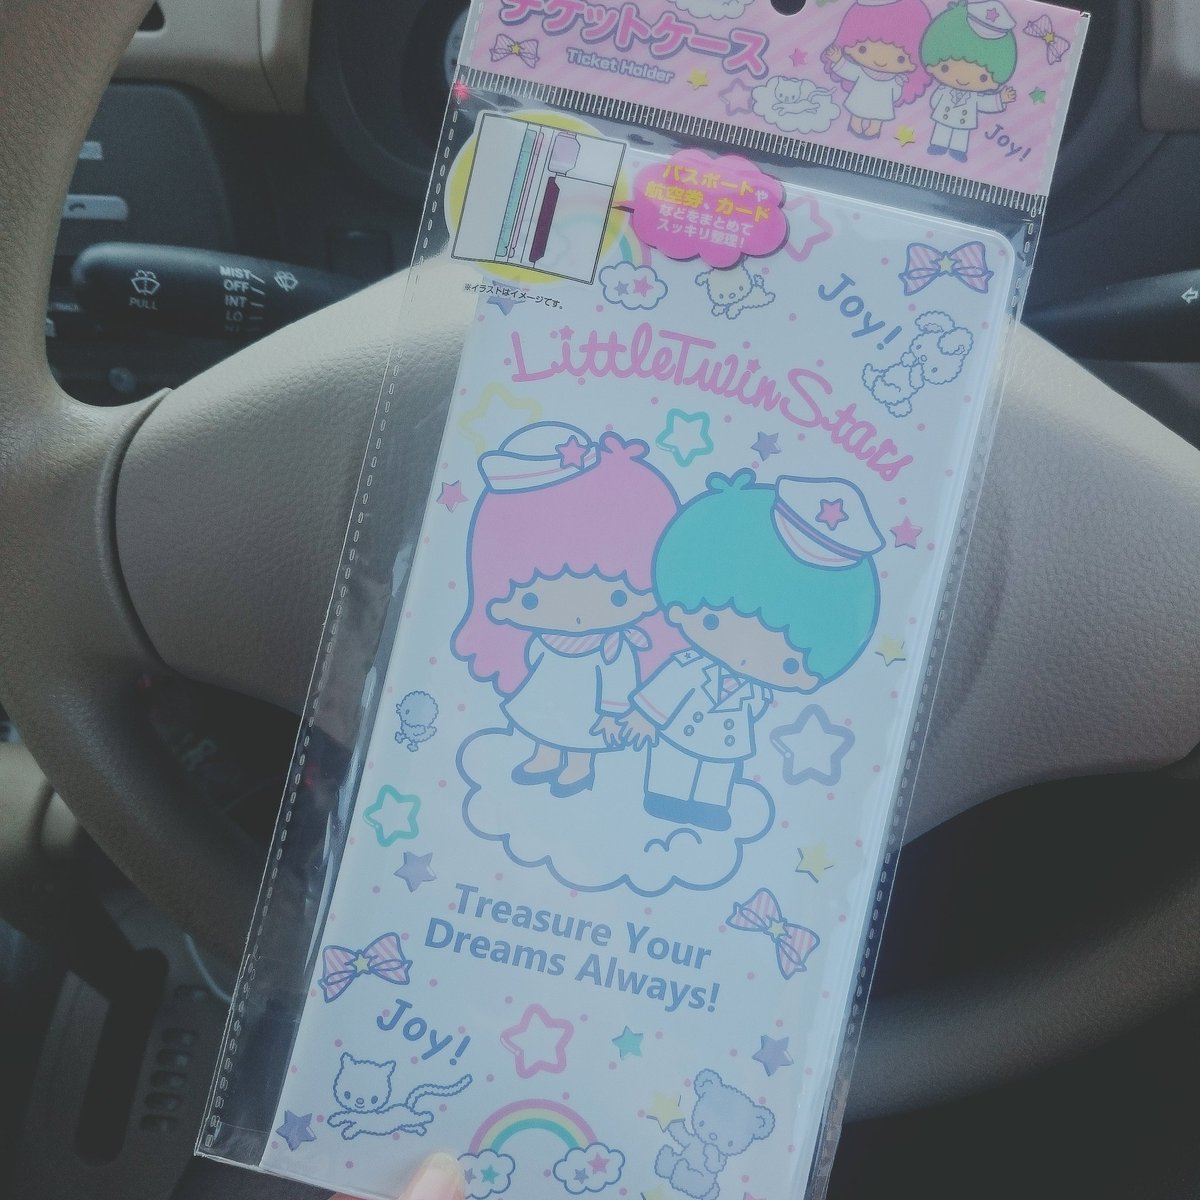 チケットケース
Ticket Holder
Joy!
パスポートや
航空券、カード
などをまとめて
スッキリ整理!
※イラストはイメージです。
Joy!
LittleTwinStars
Treasure Your
Dreams Always!
Joy!
MIST
OFF
INT
LO
PULL